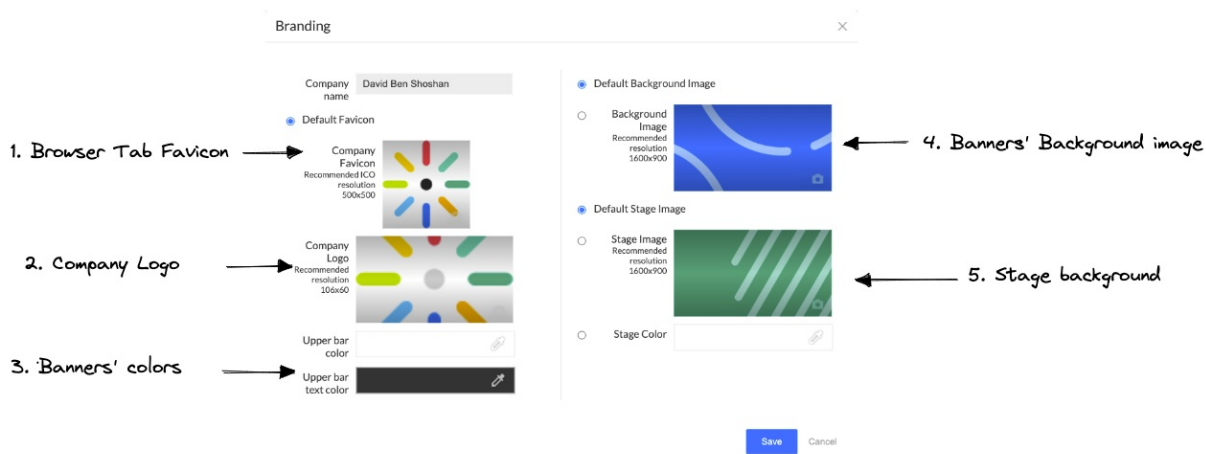 Branding
Company
name
David Ben Shoshan
Default Favicon
1. Browser Tab Favicon
Company
Favicon
Recommended ICO
resolution
500x500
2. Company Logo
Company
Logo
Recommended
resolution
106x60
Upper bar
color
3. Banners' colors
Upper bar
text color
Default Background Image
Background
Image
Recommended
resolution
1600x900
4. Banners' Background image
Default Stage Image
Stage Image
Recommended
resolution
1600x900
5. Stage background
Stage Color
Save
Cancel